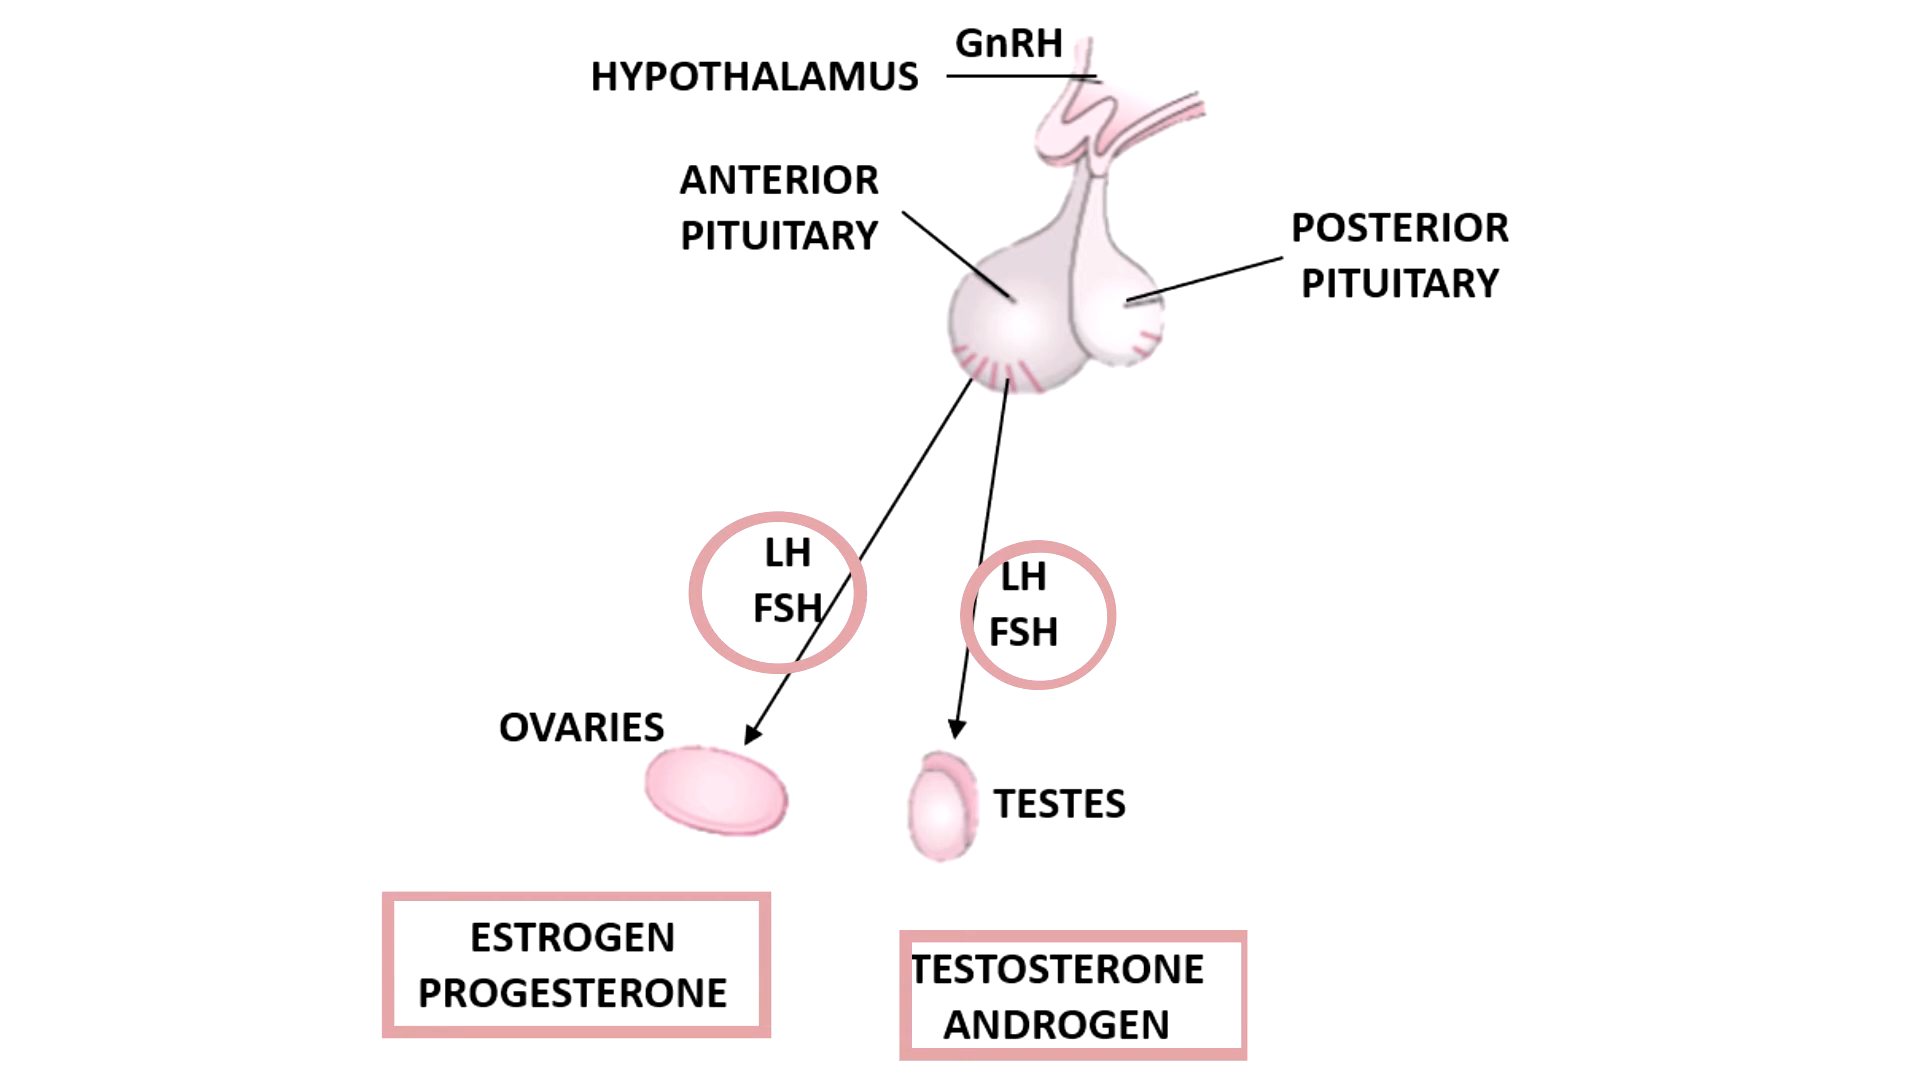 GnRH
HYPOTHALAMUS
ANTERIOR
PITUITARY
POSTERIOR
PITUITARY
LH
FSH
LH
FSH
OVARIES
TESTES
ESTROGEN
PROGESTERONE
TESTOSTERONE
ANDROGEN